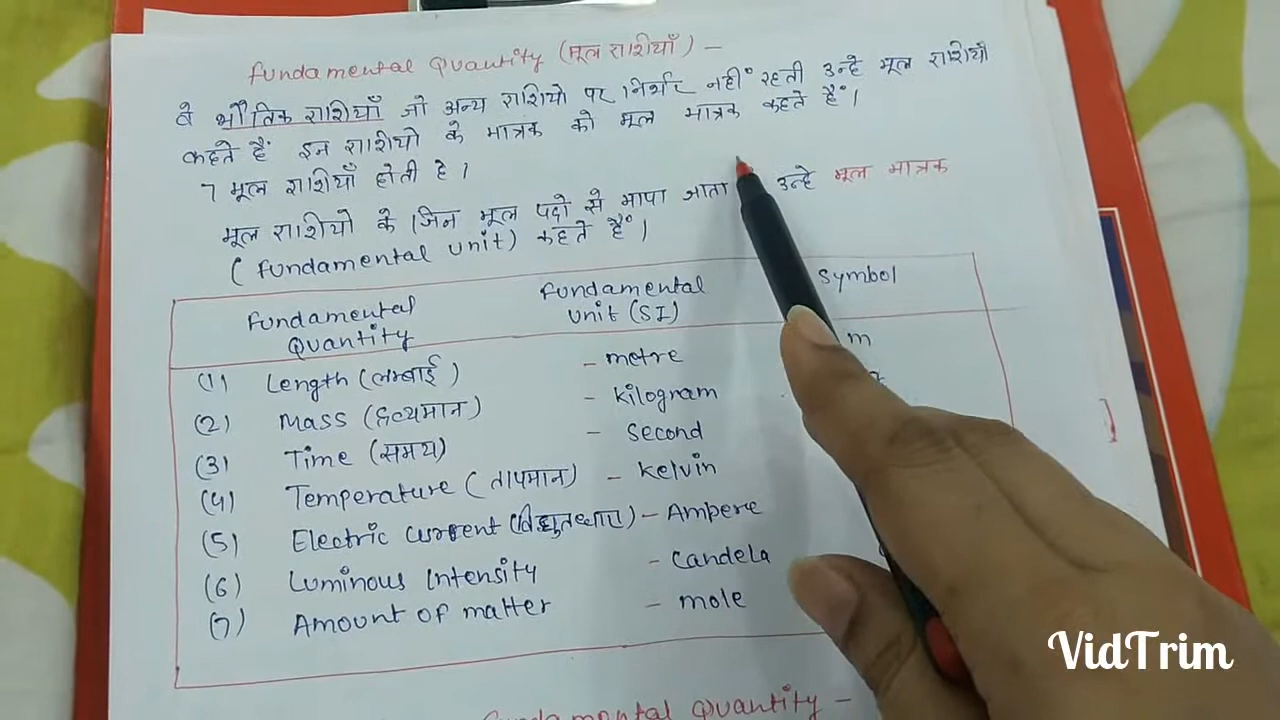 Fundamental Quantity (मूल राशियाँ) -
वे भौतिक राशियाँ जो अन्य राशियो पर निर्भर नहीं रहती उन्हे मूल राशियाँ
कहते हैं इन राशीयो के मात्रक को मूल मात्रक कहते हैं।
7 मूल राशियाँ होती है।
मूल राशियो के जिन मूल पदो से मापा जाता उन्हे मूल मात्रक
(fundamental unit) कहते हैं।
Fundamental Quantity
Fundamental Unit (SI)
Symbol
(1) Length (लम्बाई) - metre m
(2) Mass (द्रव्यमान) - kilogram
(3) Time (समय) - second
(4) Temperature (तापमान) - kelvin
(5) Electric current (विद्युतधारा) - Ampere
(6) Luminous Intensity - Candela
(7) Amount of matter - mole
fundamental Quantity -
VidTrim